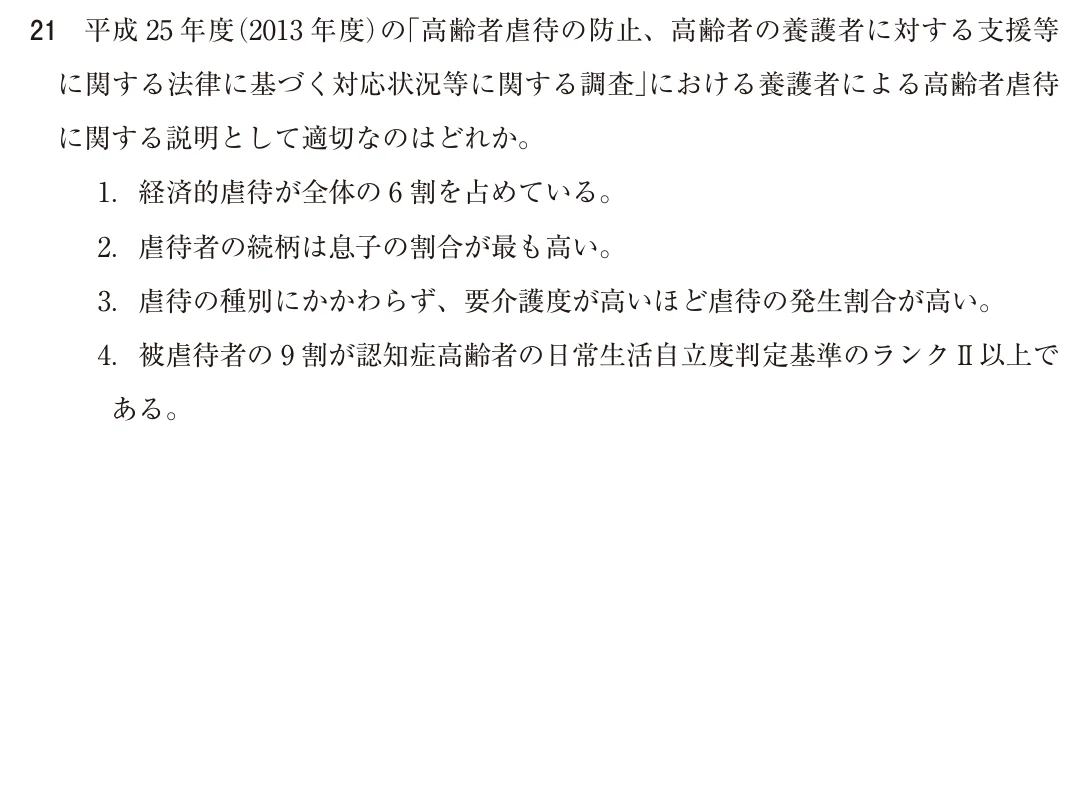 21 平成 25 年度(2013 年度)の「高齢者虐待の防止、高齢者の養護者に対する支援等
に関する法律に基づく対応状況等に関する調査」における養護者による高齢者虐待
に関する説明として適切なのはどれか。
1. 経済的虐待が全体の 6 割を占めている。
2. 虐待者の続柄は息子の割合が最も高い。
3. 虐待の種別にかかわらず、要介護度が高いほど虐待の発生割合が高い。
4. 被虐待者の 9 割が認知症高齢者の日常生活自立度判定基準のランク Ⅱ 以上で
ある。